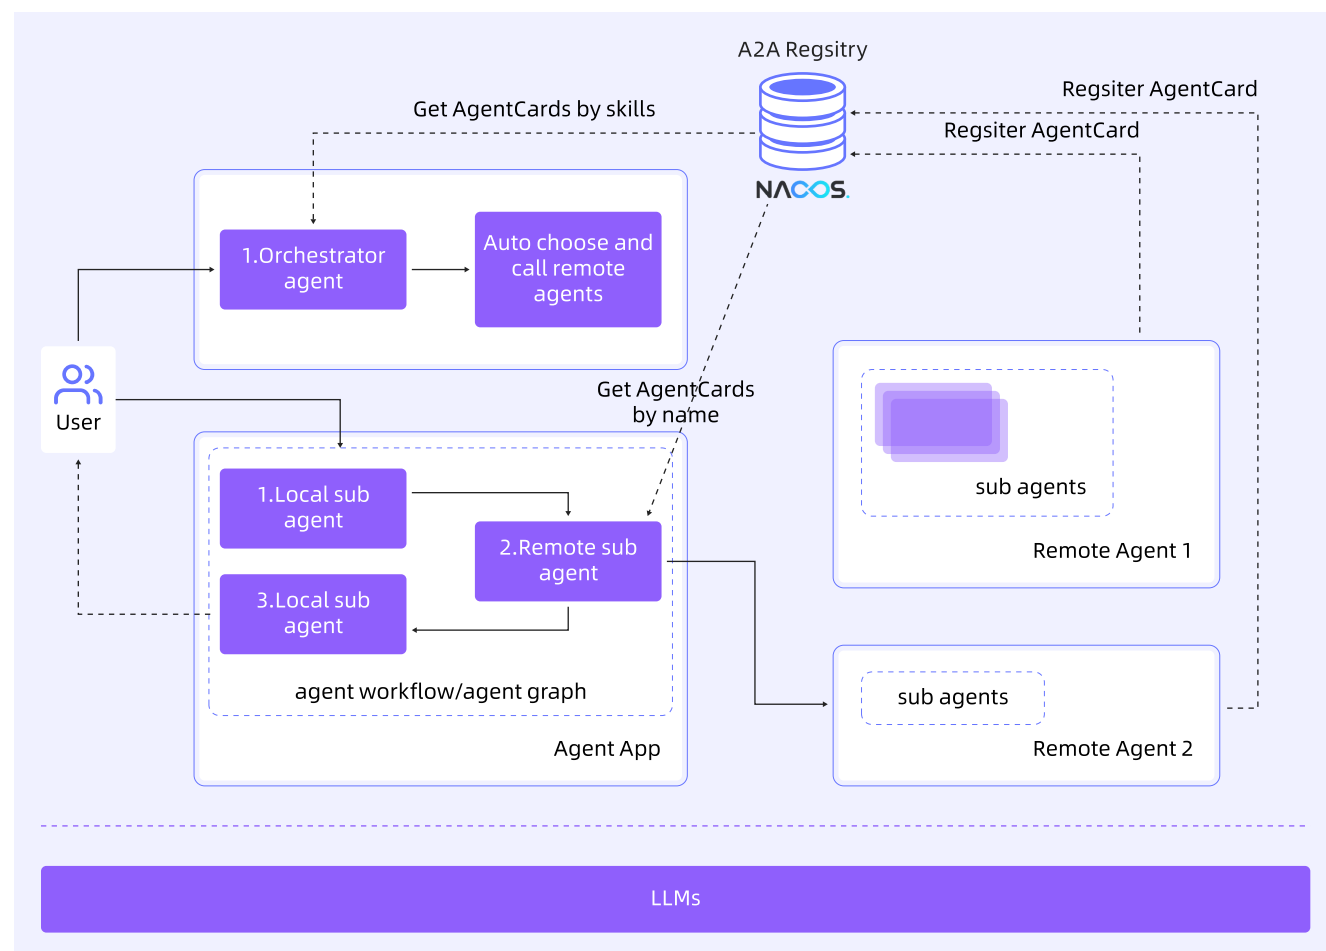 A2A Regsitry
Regsiter AgentCard
Get AgentCards by skills
Regsiter AgentCard
NACOS.
1.Orchestrator
agent
Auto choose and
call remote
agents
User
Get AgentCards
by name
1.Local sub
agent
2.Remote sub
agent
3.Local sub
agent
agent workflow/agent graph
Agent App
sub agents
Remote Agent 1
sub agents
Remote Agent 2
LLMs